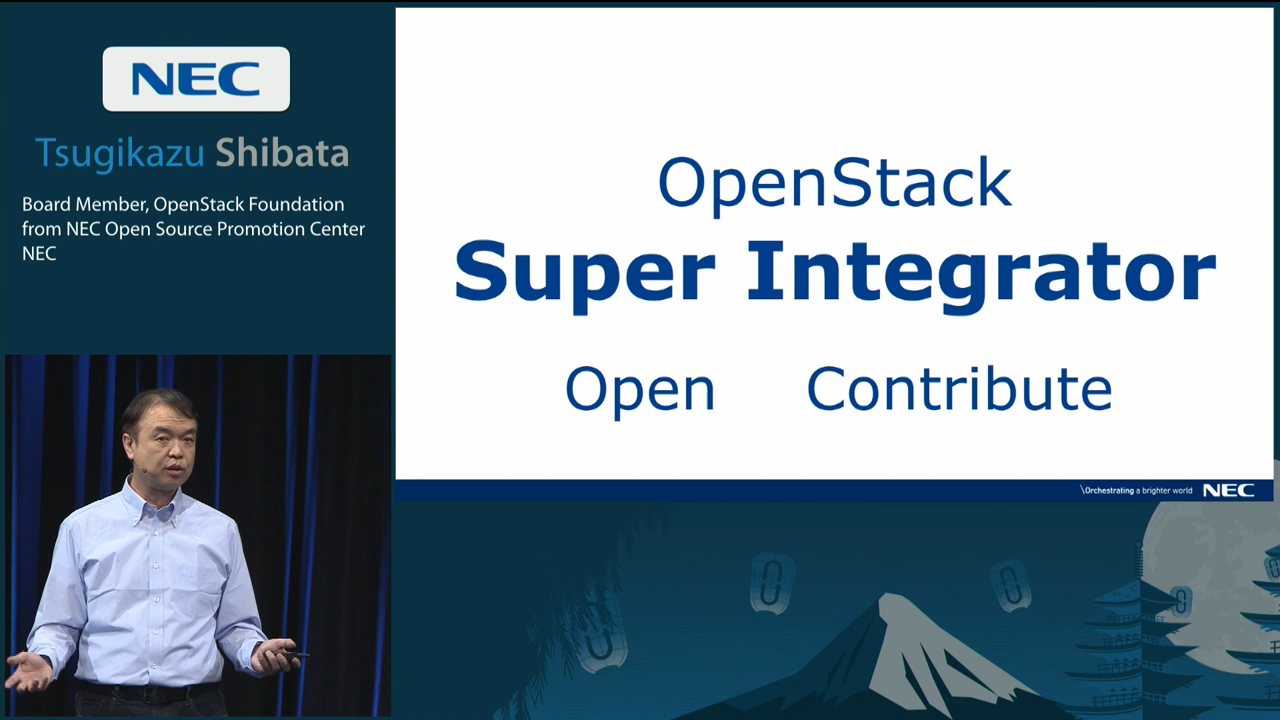 NEC
Tsugikazu Shibata
Board Member, OpenStack Foundation
from NEC Open Source Promotion Center
NEC
OpenStack
Super Integrator
Open Contribute
\Orchestrating a brighter world NEC